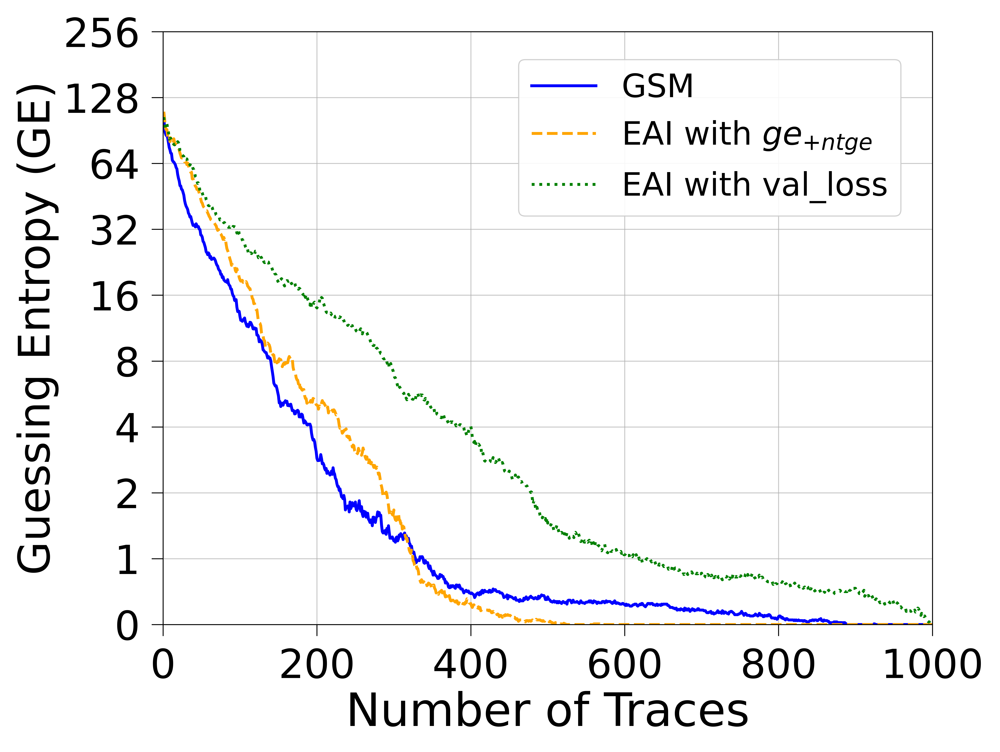 Guessing Entropy (GE)
256
128
64
32
16
8
4
2
1
0
GSM
EAI with ge+ntge
EAI with val_loss
0 200 400 600 800 1000
Number of Traces